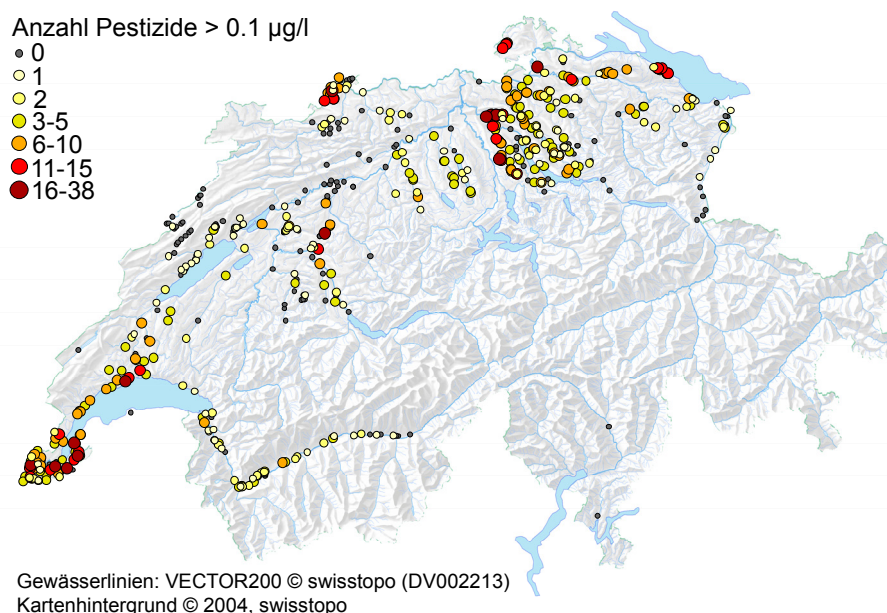 Anzahl Pestizide > 0.1 µg/l
0
1
2
3-5
6-10
11-15
16-38
Gewässerlinien: VECTOR200 © swisstopo (DV002213)
Kartenhintergrund © 2004, swisstopo